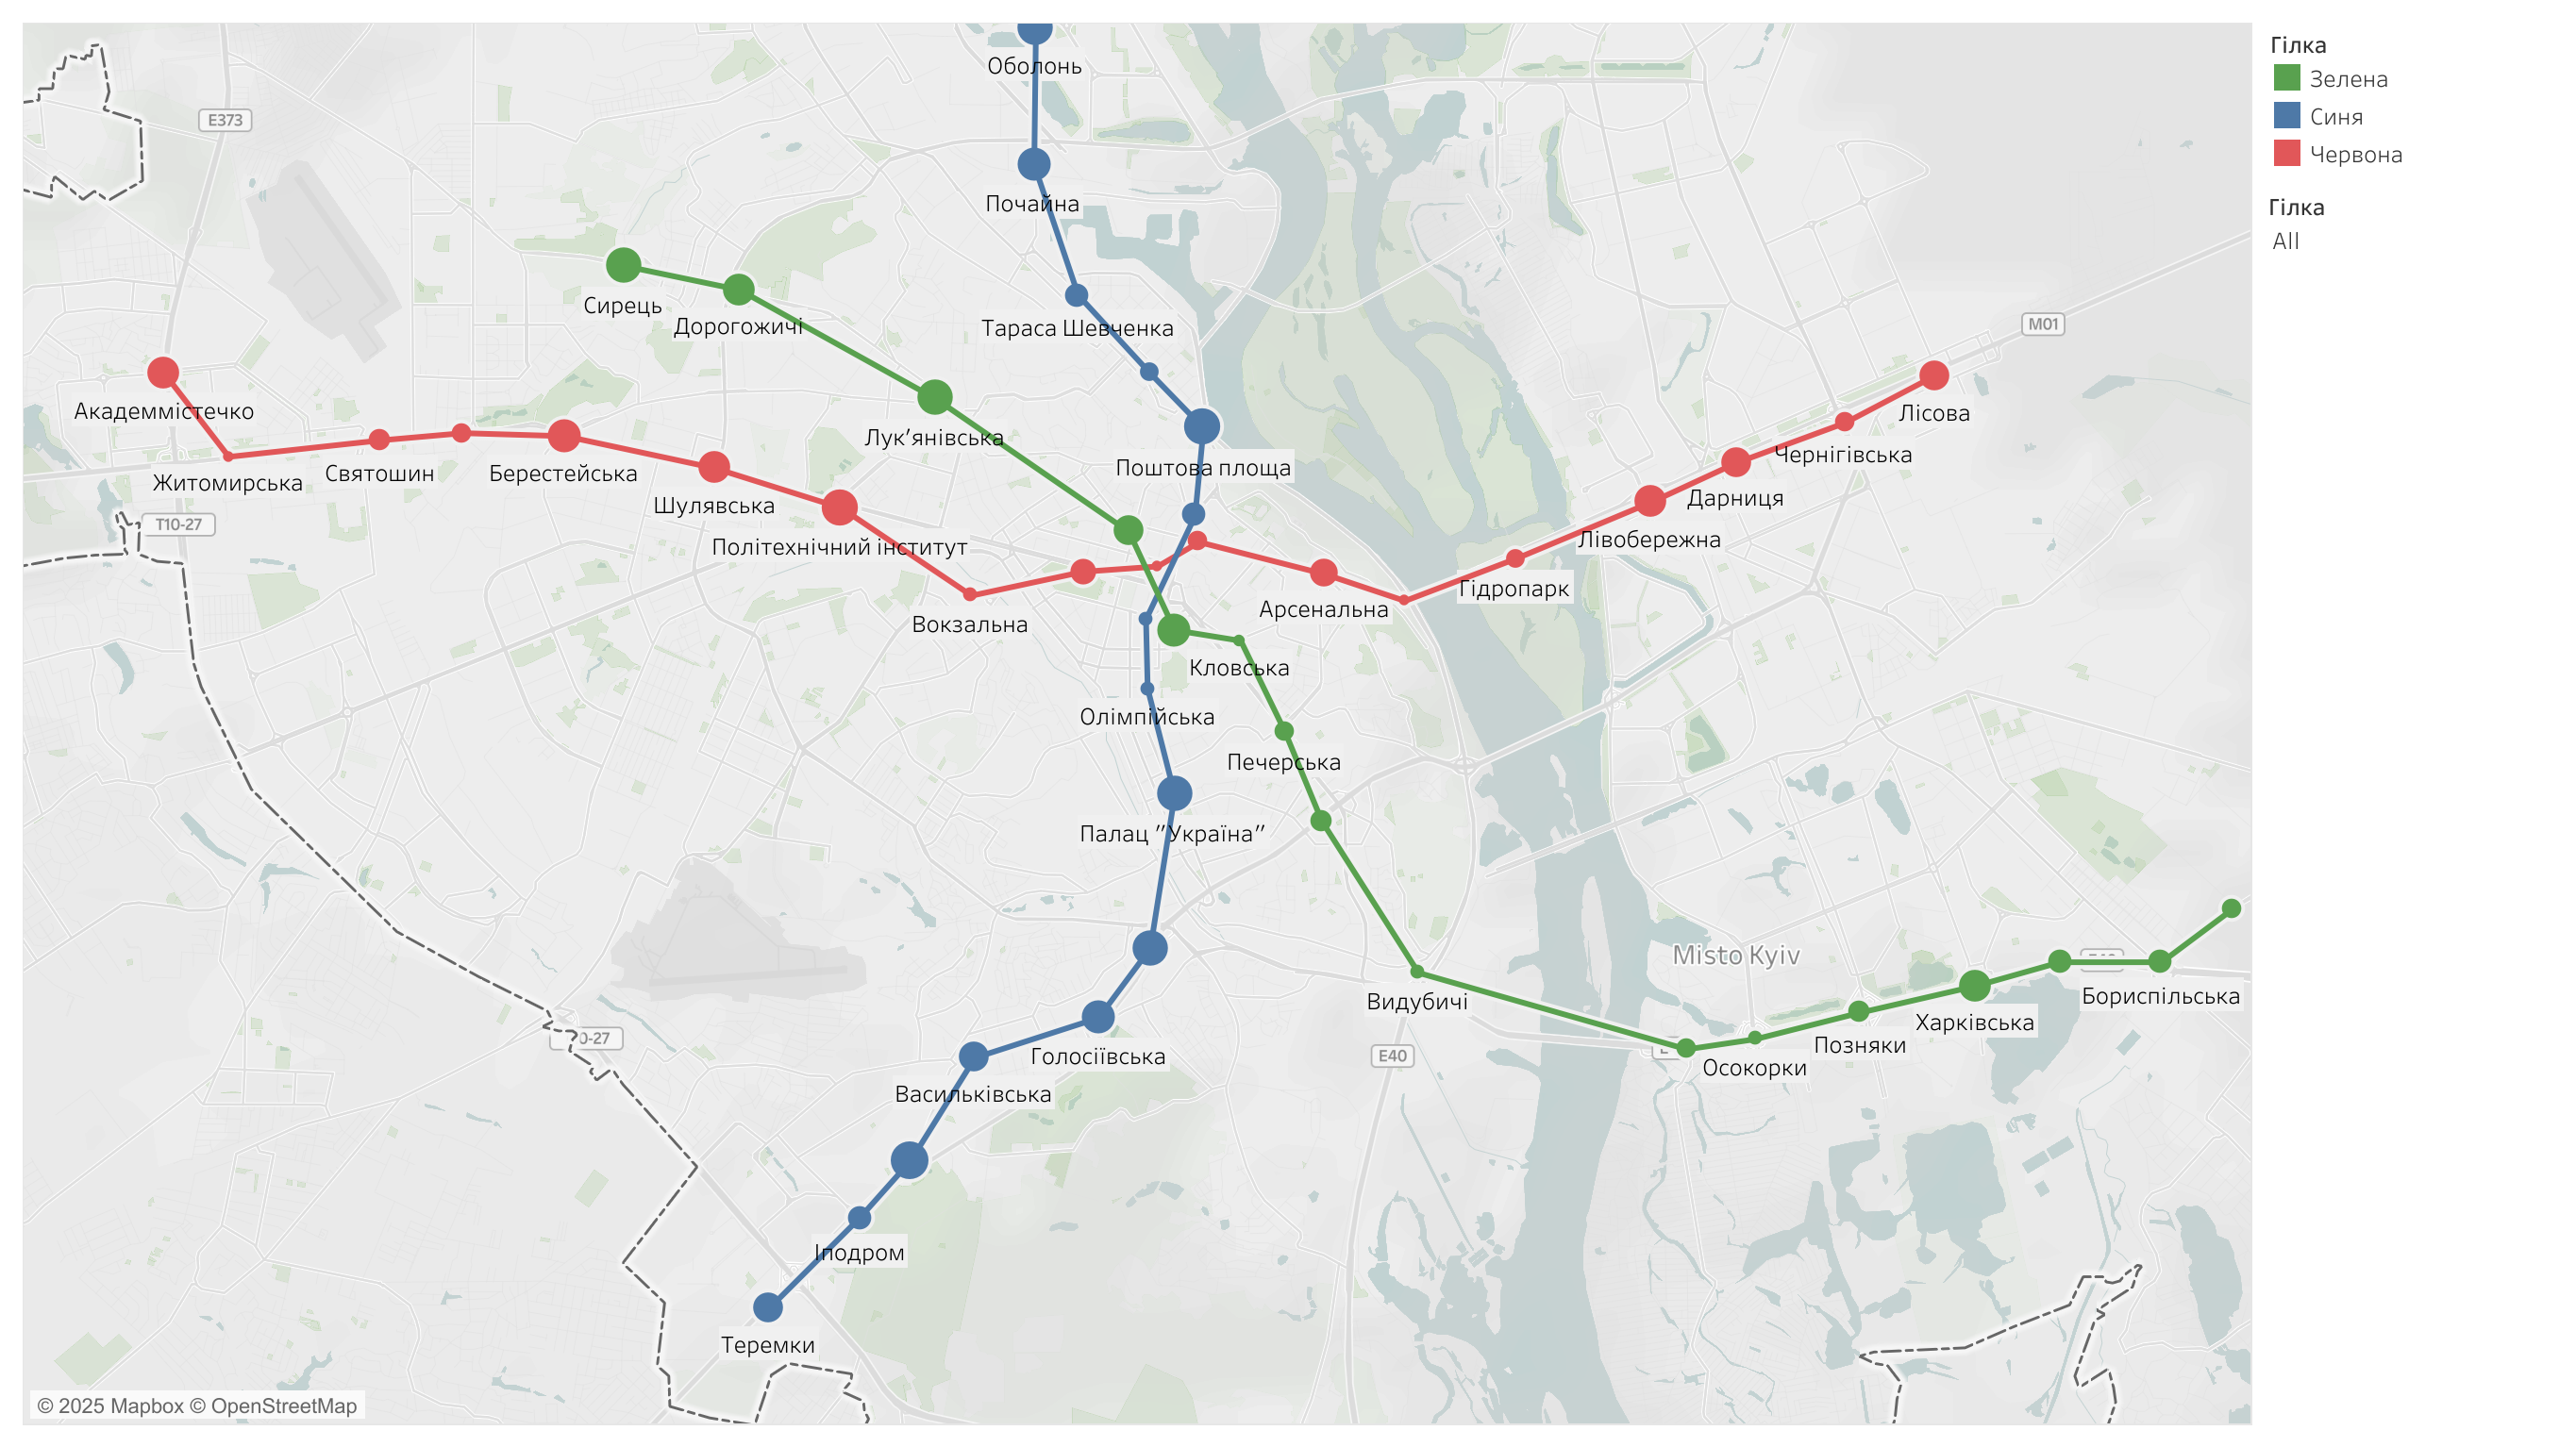 Оболонь
Гілка
Зелена
E373
Синя
Червона
Почайна
Гілка
All
Сирець
Дорогожичі
Тараса Шевченка
M01
Академмістечко
Лук’янівська
Лісова
Житомирська
Святошин
Берестейська
Поштова площа
Чернігівська
Шулявська
Дарниця
T10-27
Політехнічний інститут
Лівобережна
Вокзальна
Арсенальна
Гідропарк
Кловська
Олімпійська
Печерська
Палац ”Україна”
Misto Kyiv
Видубичі
Бориспільська
Харківська
0-27
Голосіївська
E40
Позняки
Осокорки
Васильківська
Іподром
Теремки
© 2025 Mapbox © OpenStreetMap